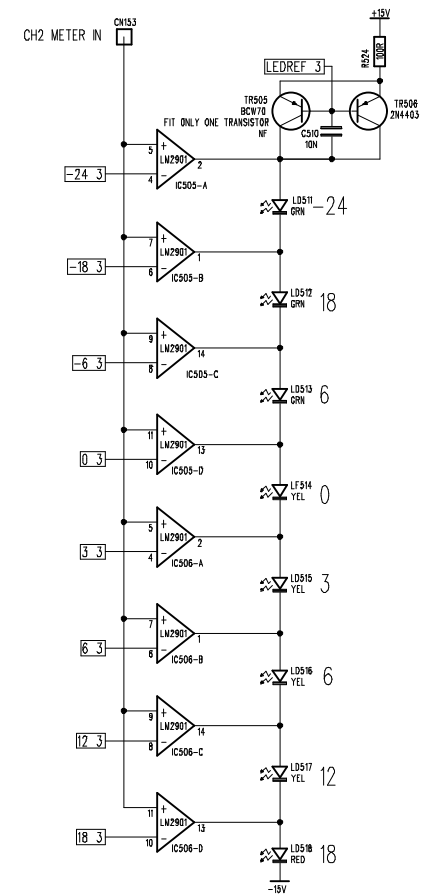 CN153
CH2 METER IN
+15V
R524
100R
LEDREF 3
TR505
BCW70
FIT ONLY ONE TRANSISTOR
NF
C510
10N
TR506
2N4403
5
+
LM2901
2
-24 3
4
-
IC505-A
LD511
GRN
-24
7
+
LM2901
1
-18 3
6
-
IC505-B
LD512
GRN
18
9
+
LM2901
14
-6 3
8
-
IC505-C
LD513
GRN
6
11
+
LM2901
13
0 3
10
-
IC505-D
LF514
YEL
0
5
+
LM2901
2
3 3
4
-
IC506-A
LD515
YEL
3
7
+
LM2901
1
6 3
6
-
IC506-B
LD516
YEL
6
9
+
LM2901
14
12 3
8
-
IC506-C
LD517
YEL
12
11
+
LM2901
13
18 3
10
-
IC506-D
LD518
RED
18
-15V